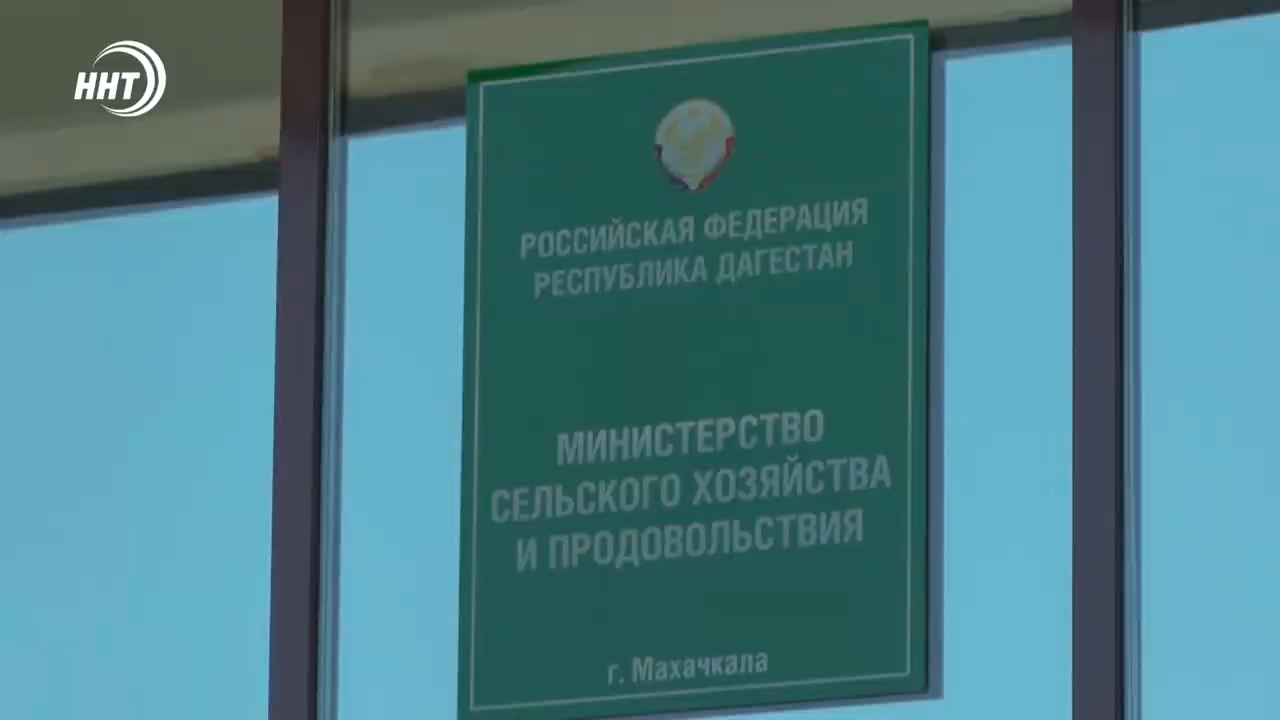 ННТ
РОССИЙСКАЯ ФЕДЕРАЦИЯ
РЕСПУБЛИКА ДАГЕСТАН
МИНИСТЕРСТВО
СЕЛЬСКОГО ХОЗЯЙСТВА
И ПРОДОВОЛЬСТВИЯ
г. Махачкала